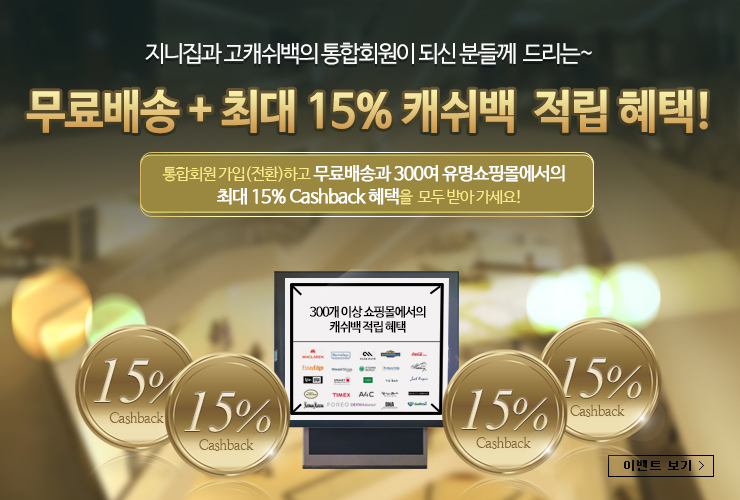 지니집과 고캐쉬백의 통합회원이 되신 분들께 드리는~
무료배송 + 최대 15% 캐쉬백 적립 혜택!
통합회원 가입(전환)하고 무료배송과 300여 유명쇼핑몰에서의
최대 15% Cashback 혜택을 모두 받아 가세요!
300개 이상 쇼핑몰에서의
캐쉬백 적립 혜택
MACLAREN
EssayEdge
TIMEX A4C
FOREO
DNA
15%
Cashback
15%
Cashback
15%
Cashback
15%
Cashback
이벤트 보기 >